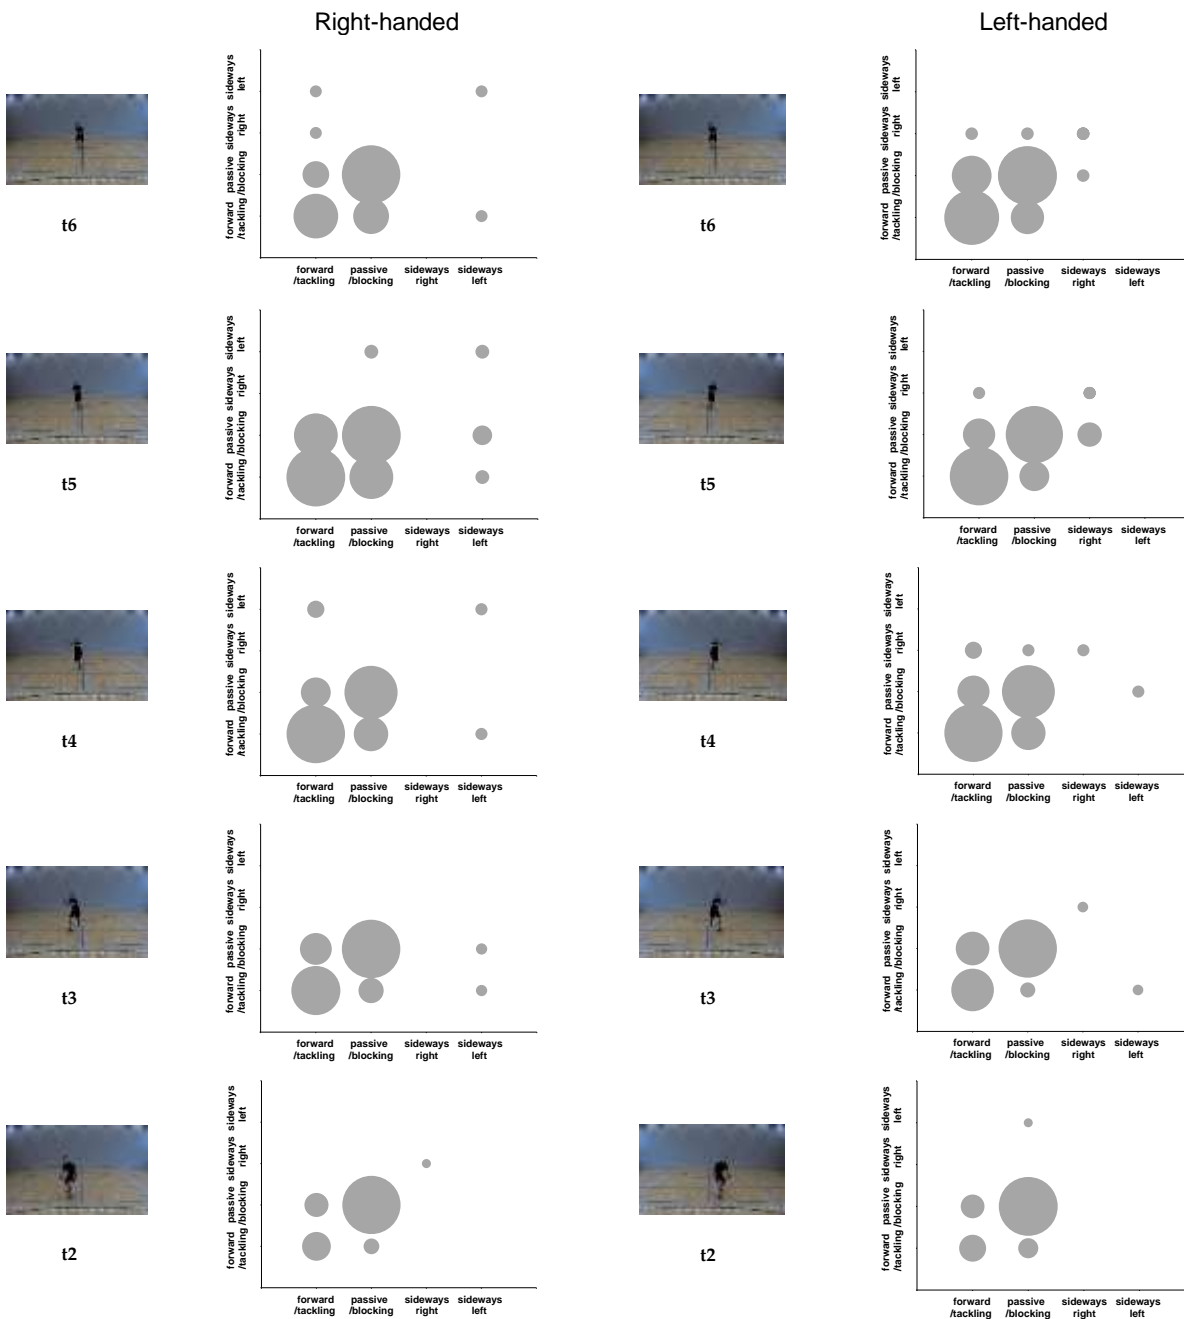 Right-handed
Left-handed
t6
forward passive sideways sideways
/tackling /blocking right left
forward passive sideways sideways
/tackling /blocking right left
t6
forward passive sideways sideways
/tackling /blocking right left
forward passive sideways sideways
/tackling /blocking right left
t5
forward passive sideways sideways
/tackling /blocking right left
forward passive sideways sideways
/tackling /blocking right left
t5
forward passive sideways sideways
/tackling /blocking right left
forward passive sideways sideways
/tackling /blocking right left
t4
forward passive sideways sideways
/tackling /blocking right left
forward passive sideways sideways
/tackling /blocking right left
t4
forward passive sideways sideways
/tackling /blocking right left
forward passive sideways sideways
/tackling /blocking right left
t3
forward passive sideways sideways
/tackling /blocking right left
forward passive sideways sideways
/tackling /blocking right left
t3
forward passive sideways sideways
/tackling /blocking right left
forward passive sideways sideways
/tackling /blocking right left
t2
forward passive sideways sideways
/tackling /blocking right left
forward passive sideways sideways
/tackling /blocking right left
t2
forward passive sideways sideways
/tackling /blocking right left
forward passive sideways sideways
/tackling /blocking right left